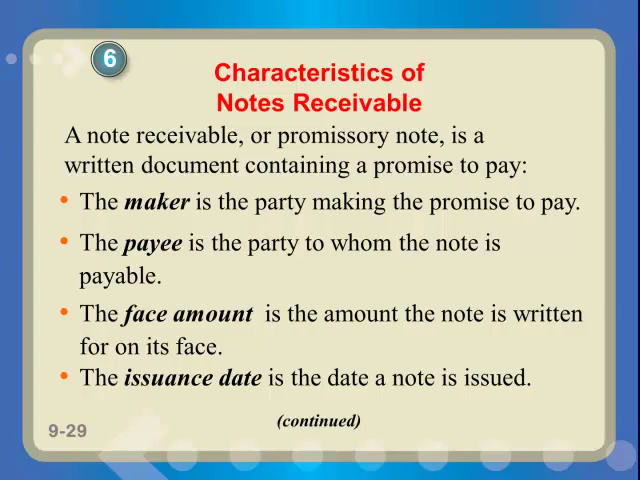 6
Characteristics of
Notes Receivable
A note receivable, or promissory note, is a
written document containing a promise to pay:
• The maker is the party making the promise to pay.
• The payee is the party to whom the note is
payable.
• The face amount is the amount the note is written
for on its face.
• The issuance date is the date a note is issued.
(continued)
9-29